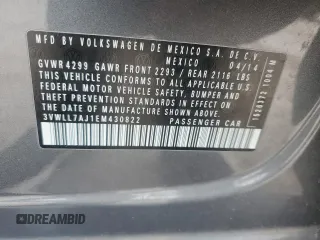 MFD. BY VOLKSWAGEN DE MEXICO S.A. DE C.V.
MEXICO 04/14
GVWR4299 GAWR FRONT 2293 / REAR 2116 LBS
THIS VEHICLE CONFORMS TO ALL APPLICABLE U.S.
FEDERAL MOTOR VEHICLE SAFETY, BUMPER AND
THEFT PREVENTION STANDARDS IN EFFECT
ON THE DATE OF MANUFACTURE SHOWN ABOVE.
3VWLL7AJ1EM430822 PASSENGER CAR
1004 M
DREAMBID